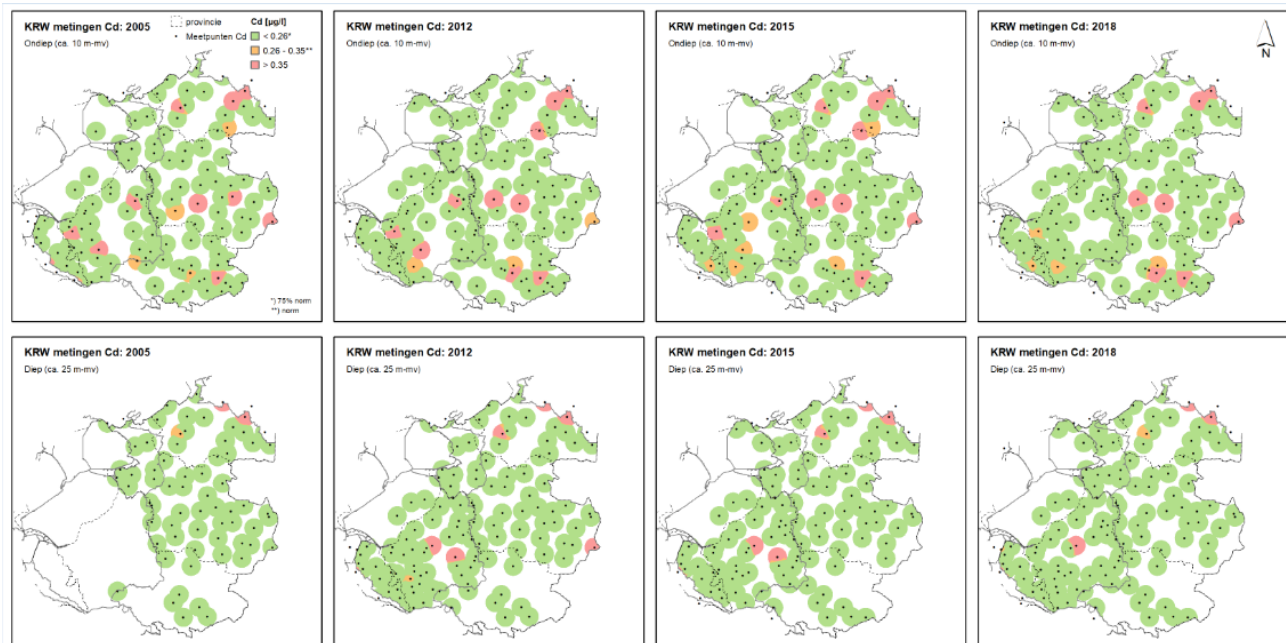 KRW metingen Cd: 2005
Ondiep (ca. 10 m-mv)
provincie
Meetpunten Cd
Cd [µg/l]
< 0.26*
0.26 - 0.35**
> 0.35
*) 75% norm
**) norm
KRW metingen Cd: 2012
Ondiep (ca. 10 m-mv)
KRW metingen Cd: 2015
Ondiep (ca. 10 m-mv)
KRW metingen Cd: 2018
Ondiep (ca. 10 m-mv)
N
KRW metingen Cd: 2005
Diep (ca. 25 m-mv)
KRW metingen Cd: 2012
Diep (ca. 25 m-mv)
KRW metingen Cd: 2015
Diep (ca. 25 m-mv)
KRW metingen Cd: 2018
Diep (ca. 25 m-mv)